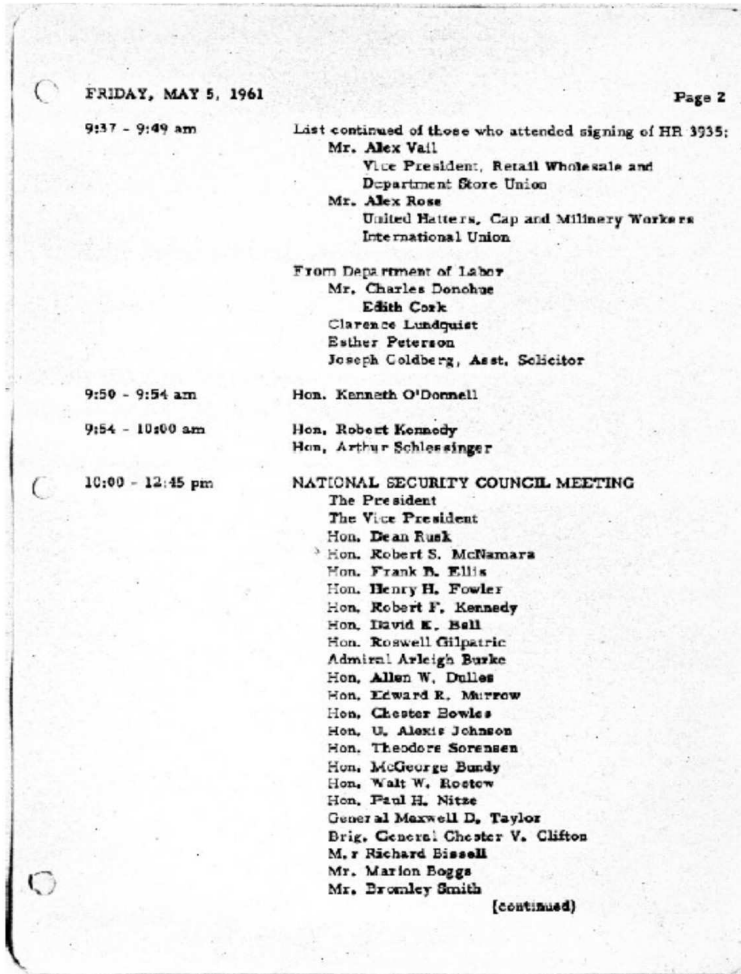 FRIDAY, MAY 5, 1961
Page 2
9:37 - 9:49 am
List continued of those who attended signing of HR 3935:
Mr. Alex Vail
Vice President, Retail Wholesale and
Department Store Union
Mr. Alex Rose
United Hatters, Cap and Millinery Workers
International Union
From Department of Labor
Mr. Charles Donohue
Edith Cork
Clarence Lundquist
Esther Peterson
Joseph Goldberg, Asst. Solicitor
9:50 - 9:54 am
Hon. Kenneth O'Donnell
9:54 - 10:00 am
Hon. Robert Kennedy
Hon. Arthur Schlessinger
10:00 - 12:45 pm
NATIONAL SECURITY COUNCIL MEETING
The President
The Vice President
Hon. Dean Rusk
Hon. Robert S. McNamara
Hon. Frank B. Ellis
Hon. Henry H. Fowler
Hon. Robert F. Kennedy
Hon. David E. Bell
Hon. Roswell Gilpatric
Admiral Arleigh Burke
Hon. Allen W. Dulles
Hon. Edward R. Murrow
Hon. Chester Bowles
Hon. U. Alexis Johnson
Hon. Theodore Sorensen
Hon. McGeorge Bundy
Hon. Walt W. Rostow
Hon. Paul H. Nitze
General Maxwell D. Taylor
Brig. General Chester V. Clifton
M.r Richard Bissell
Mr. Marion Boggs
Mr. Bromley Smith
(continued)